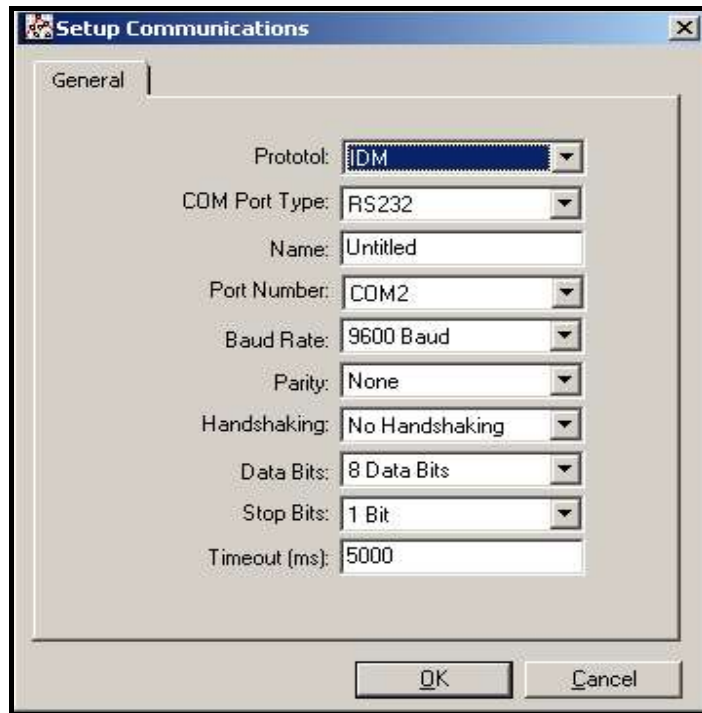 Setup Communications
General
Prototol: IDM
COM Port Type: RS232
Name: Untitled
Port Number: COM2
Baud Rate: 9600 Baud
Parity: None
Handshaking: No Handshaking
Data Bits: 8 Data Bits
Stop Bits: 1 Bit
Timeout (ms): 5000
OK Cancel